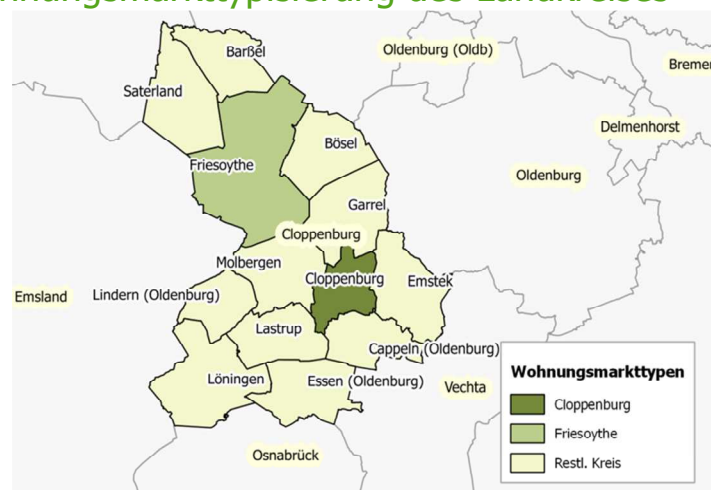 Wohnungsmarkttypisierung des Landkreises
Barßel
Oldenburg (Oldb)
Bremen
Saterland
Delmenhorst
Bösel
Friesoythe
Oldenburg
Garrel
Cloppenburg
Molbergen
Cloppenburg
Emstek
Emsland
Lindern (Oldenburg)
Lastrup
Cappeln (Oldenburg)
Löningen
Essen (Oldenburg)
Vechta
Osnabrück
Wohnungsmarkttypen
Cloppenburg
Friesoythe
Restl. Kreis